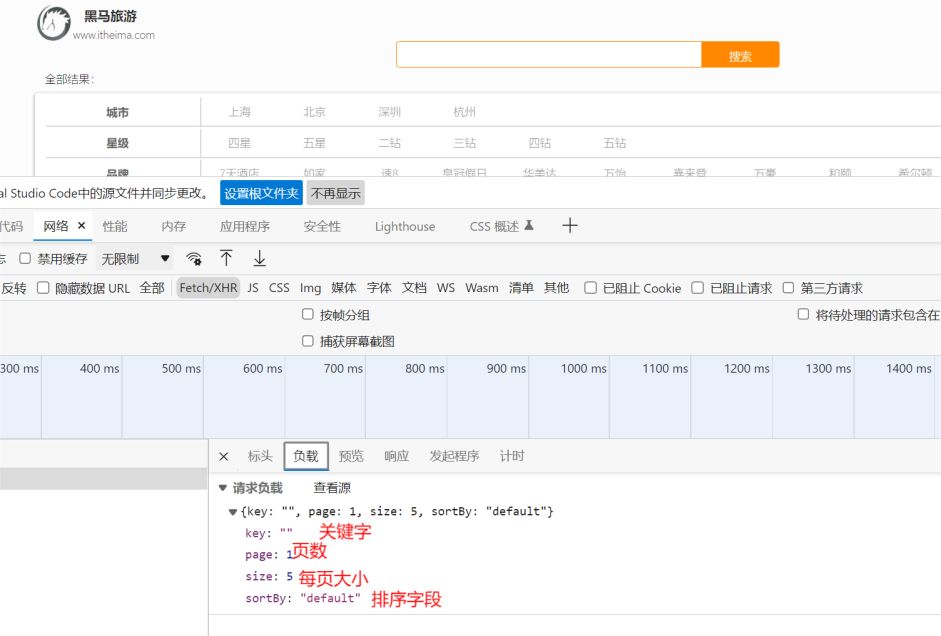 黑马旅游
www.itheima.com
搜索
全部结果:
城市 上海 北京 深圳 杭州
星级 四星 五星 二钻 三钻 四钻 五钻
品牌 7天酒店 如家 速8 皇冠假日 华美达 万怡 喜来登 万豪 和颐 希尔顿
al Studio Code中的源文件并同步更改。 设置根文件夹 不再显示
代码 网络 × 性能 内存 应用程序 安全性 Lighthouse CSS 概述 +
志 禁用缓存 无限制
反转 隐藏数据 URL 全部 Fetch/XHR JS CSS Img 媒体 字体 文档 WS Wasm 清单 其他 已阻止 Cookie 已阻止请求 第三方请求
按帧分组 将待处理的请求包含在
捕获屏幕截图
300 ms 400 ms 500 ms 600 ms 700 ms 800 ms 900 ms 1000 ms 1100 ms 1200 ms 1300 ms 1400 ms
× 标头 负载 预览 响应 发起程序 计时
▼请求负载 查看源
▼{key: "", page: 1, size: 5, sortBy: "default"}
key: "" 关键字
page: 1 页数
size: 5 每页大小
sortBy: "default" 排序字段